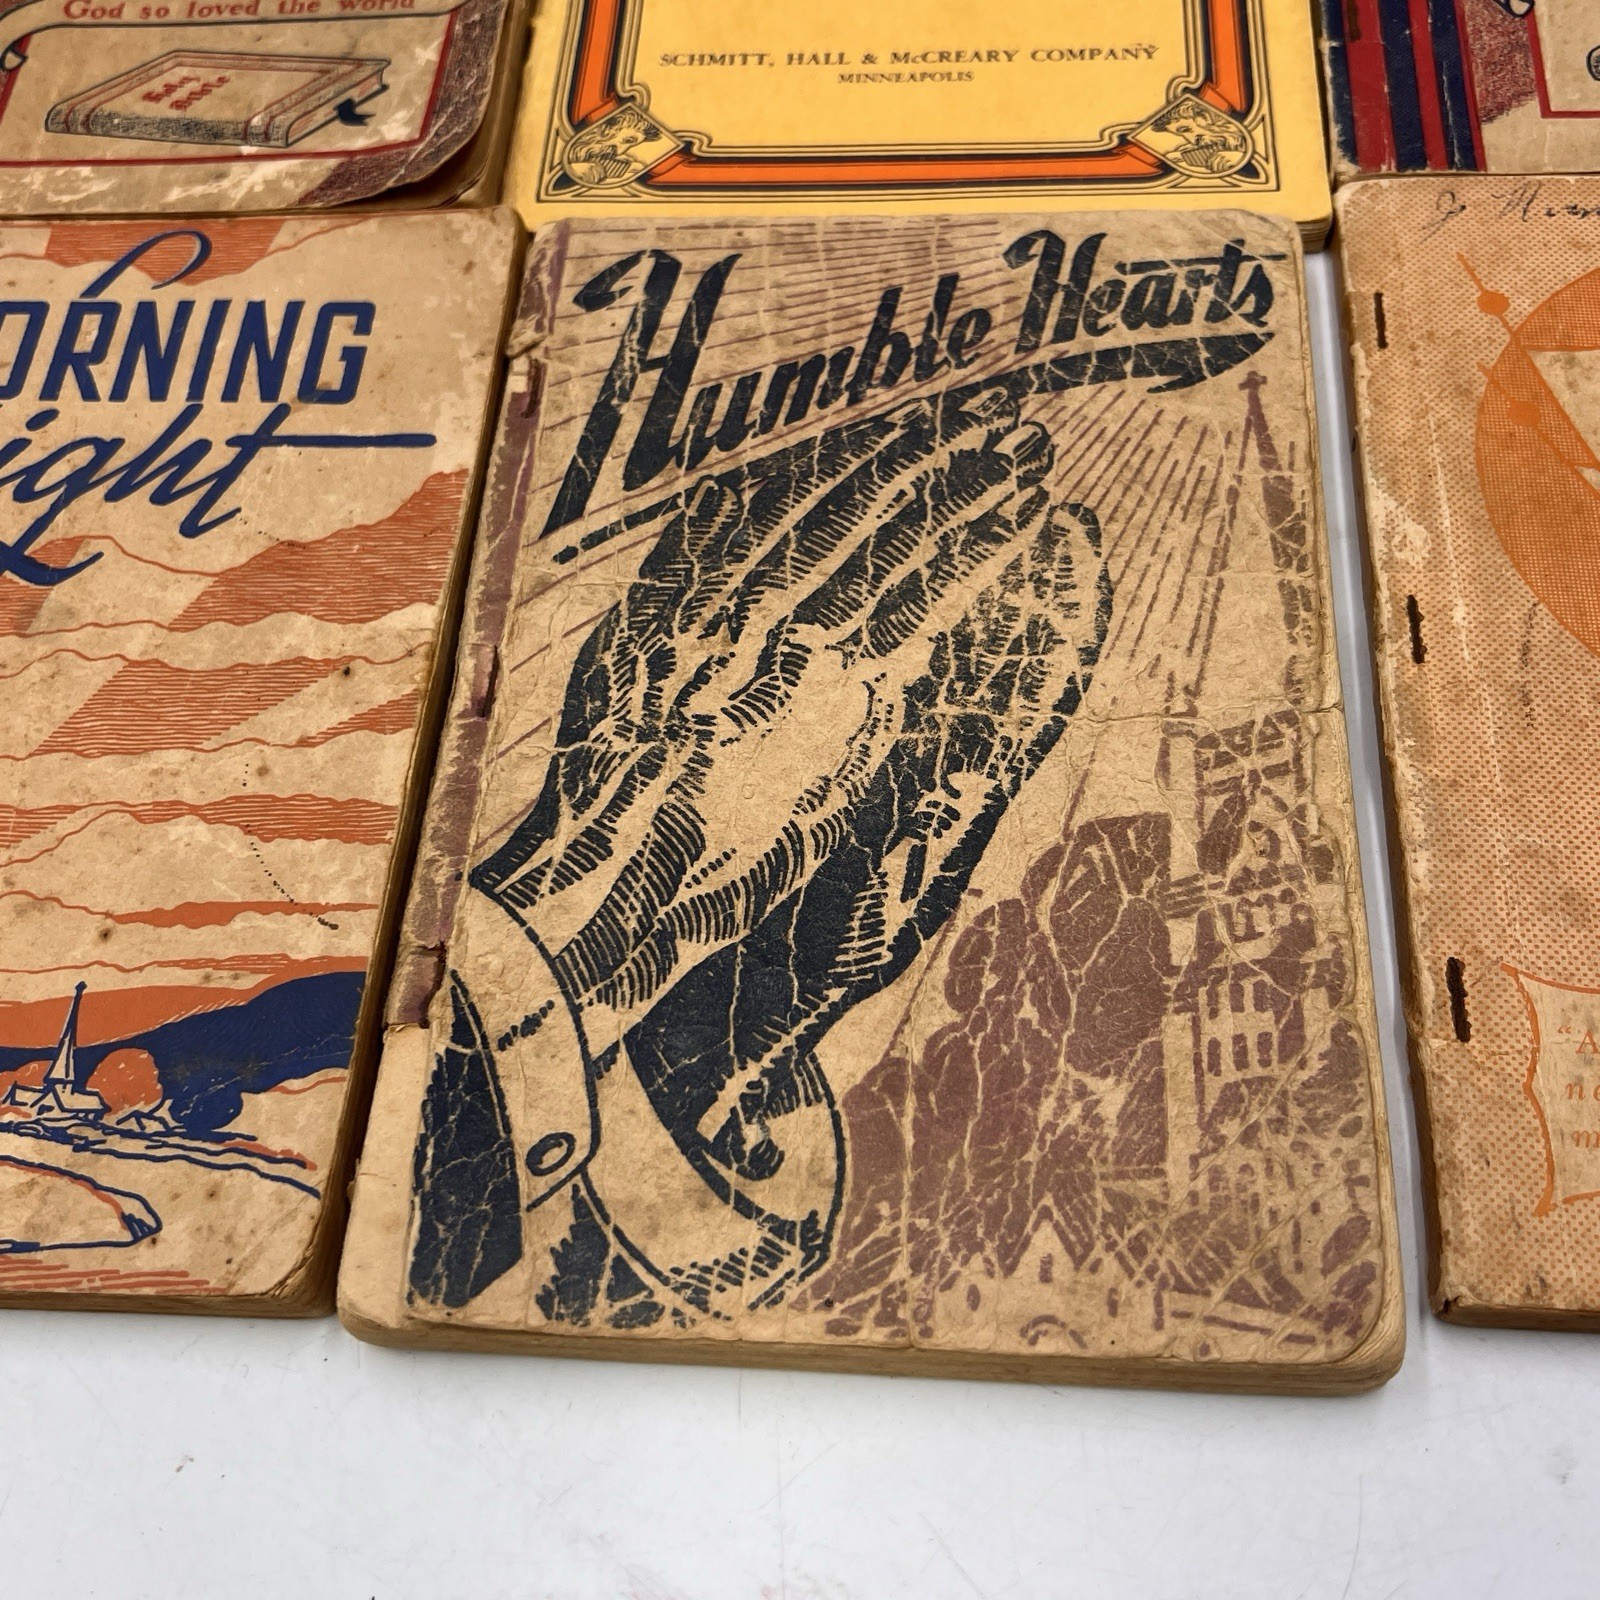 God so loved the world
Holy
Bible
SCHMITT, HALL & McCREARY COMPANY
MINNEAPOLIS
ORNING
ight
Humble Hearts
"A